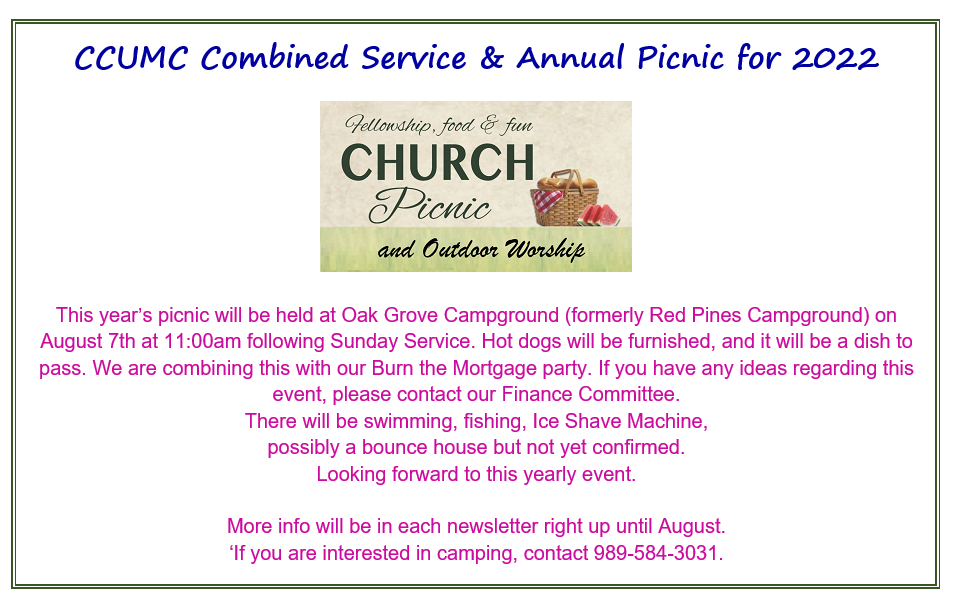 CCUMC Combined Service & Annual Picnic for 2022
Fellowship, food & fun
CHURCH
Picnic
and Outdoor Worship
This year’s picnic will be held at Oak Grove Campground (formerly Red Pines Campground) on
August 7th at 11:00am following Sunday Service. Hot dogs will be furnished, and it will be a dish to
pass. We are combining this with our Burn the Mortgage party. If you have any ideas regarding this
event, please contact our Finance Committee.
There will be swimming, fishing, Ice Shave Machine,
possibly a bounce house but not yet confirmed.
Looking forward to this yearly event.
More info will be in each newsletter right up until August.
‘If you are interested in camping, contact 989-584-3031.